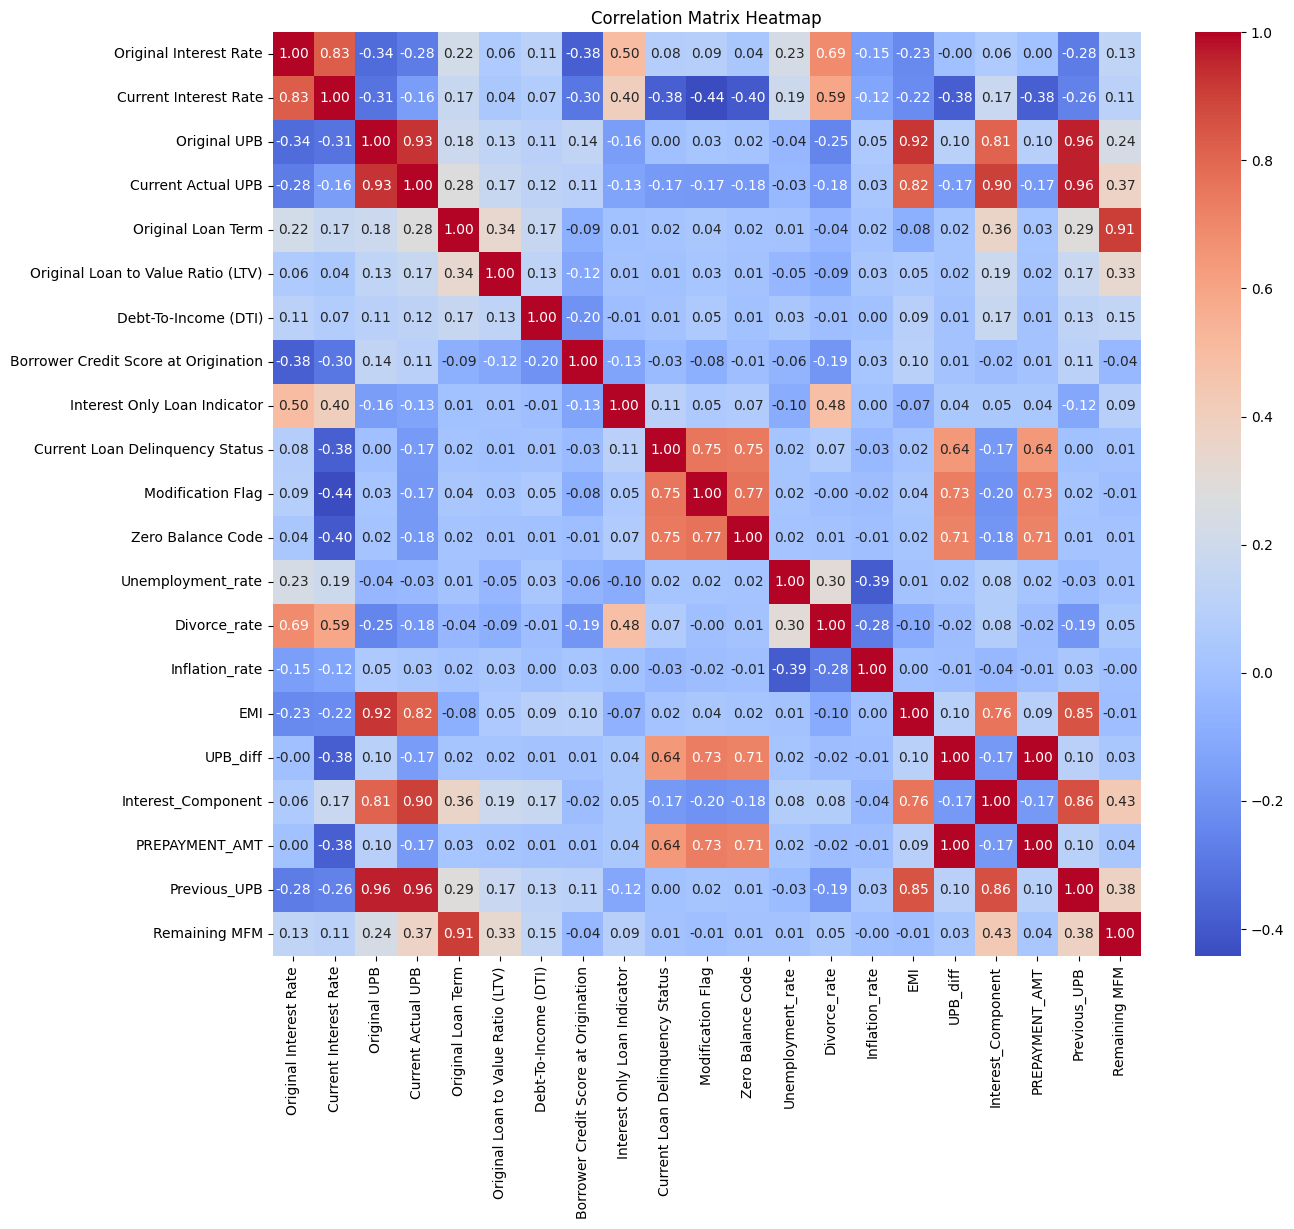 Correlation Matrix Heatmap
Original Interest Rate 1.00 0.83 -0.34 -0.28 0.22 0.06 0.11 -0.38 0.50 0.08 0.09 0.04 0.23 0.69 -0.15 -0.23 -0.00 0.06 0.00 -0.28 0.13
Current Interest Rate 0.83 1.00 -0.31 -0.16 0.17 0.04 0.07 -0.30 0.40 -0.38 -0.44 -0.40 0.19 0.59 -0.12 -0.22 -0.38 0.17 -0.38 -0.26 0.11
Original UPB -0.34 -0.31 1.00 0.93 0.18 0.13 0.11 0.14 -0.16 0.00 0.03 0.02 -0.04 -0.25 0.05 0.92 0.10 0.81 0.10 0.96 0.24
Current Actual UPB -0.28 -0.16 0.93 1.00 0.28 0.17 0.12 0.11 -0.13 -0.17 -0.17 -0.18 -0.03 -0.18 0.03 0.82 -0.17 0.90 -0.17 0.96 0.37
Original Loan Term 0.22 0.17 0.18 0.28 1.00 0.34 0.17 -0.09 0.01 0.02 0.04 0.02 0.01 -0.04 0.02 -0.08 0.02 0.36 0.03 0.29 0.91
Original Loan to Value Ratio (LTV) 0.06 0.04 0.13 0.17 0.34 1.00 0.13 -0.12 0.01 0.01 0.03 0.01 -0.05 -0.09 0.03 0.05 0.02 0.19 0.02 0.17 0.33
Debt-To-Income (DTI) 0.11 0.07 0.11 0.12 0.17 0.13 1.00 -0.20 -0.01 0.01 0.05 0.01 0.03 -0.01 0.00 0.09 0.01 0.17 0.01 0.13 0.15
Borrower Credit Score at Origination -0.38 -0.30 0.14 0.11 -0.09 -0.12 -0.20 1.00 -0.13 -0.03 -0.08 -0.01 -0.06 -0.19 0.03 0.10 0.01 -0.02 0.01 0.11 -0.04
Interest Only Loan Indicator 0.50 0.40 -0.16 -0.13 0.01 0.01 -0.01 -0.13 1.00 0.11 0.05 0.07 -0.10 0.48 0.00 -0.07 0.04 0.05 0.04 -0.12 0.09
Current Loan Delinquency Status 0.08 -0.38 0.00 -0.17 0.02 0.01 0.01 -0.03 0.11 1.00 0.75 0.75 0.02 0.07 -0.03 0.02 0.64 -0.17 0.64 0.00 0.01
Modification Flag 0.09 -0.44 0.03 -0.17 0.04 0.03 0.05 -0.08 0.05 0.75 1.00 0.77 0.02 -0.00 -0.02 0.04 0.73 -0.20 0.73 0.02 -0.01
Zero Balance Code 0.04 -0.40 0.02 -0.18 0.02 0.01 0.01 -0.01 0.07 0.75 0.77 1.00 0.02 0.01 -0.01 0.02 0.71 -0.18 0.71 0.01 0.01
Unemployment_rate 0.23 0.19 -0.04 -0.03 0.01 -0.05 0.03 -0.06 -0.10 0.02 0.02 0.02 1.00 0.30 -0.39 0.01 0.02 0.08 0.02 -0.03 0.01
Divorce_rate 0.69 0.59 -0.25 -0.18 -0.04 -0.09 -0.01 -0.19 0.48 0.07 -0.00 0.01 0.30 1.00 -0.28 -0.10 -0.02 0.08 -0.02 -0.19 0.05
Inflation_rate -0.15 -0.12 0.05 0.03 0.02 0.03 0.00 0.03 0.00 -0.03 -0.02 -0.01 -0.39 -0.28 1.00 0.00 -0.01 -0.04 -0.01 0.03 -0.00
EMI -0.23 -0.22 0.92 0.82 -0.08 0.05 0.09 0.10 -0.07 0.02 0.04 0.02 0.01 -0.10 0.00 1.00 0.10 0.76 0.09 0.85 -0.01
UPB_diff -0.00 -0.38 0.10 -0.17 0.02 0.02 0.01 0.01 0.04 0.64 0.73 0.71 0.02 -0.02 -0.01 0.10 1.00 -0.17 1.00 0.10 0.03
Interest_Component 0.06 0.17 0.81 0.90 0.36 0.19 0.17 -0.02 0.05 -0.17 -0.20 -0.18 0.08 0.08 -0.04 0.76 -0.17 1.00 -0.17 0.86 0.43
PREPAYMENT_AMT 0.00 -0.38 0.10 -0.17 0.03 0.02 0.01 0.01 0.04 0.64 0.73 0.71 0.02 -0.02 -0.01 0.09 1.00 -0.17 1.00 0.10 0.04
Previous_UPB -0.28 -0.26 0.96 0.96 0.29 0.17 0.13 0.11 -0.12 0.00 0.02 0.01 -0.03 -0.19 0.03 0.85 0.10 0.86 0.10 1.00 0.38
Remaining MFM 0.13 0.11 0.24 0.37 0.91 0.33 0.15 -0.04 0.09 0.01 -0.01 0.01 0.01 0.05 -0.00 -0.01 0.03 0.43 0.04 0.38 1.00
Original Interest Rate
Current Interest Rate
Original UPB
Current Actual UPB
Original Loan Term
Original Loan to Value Ratio (LTV)
Debt-To-Income (DTI)
Borrower Credit Score at Origination
Interest Only Loan Indicator
Current Loan Delinquency Status
Modification Flag
Zero Balance Code
Unemployment_rate
Divorce_rate
Inflation_rate
EMI
UPB_diff
Interest_Component
PREPAYMENT_AMT
Previous_UPB
Remaining MFM
1.0
0.8
0.6
0.4
0.2
0.0
−0.2
−0.4